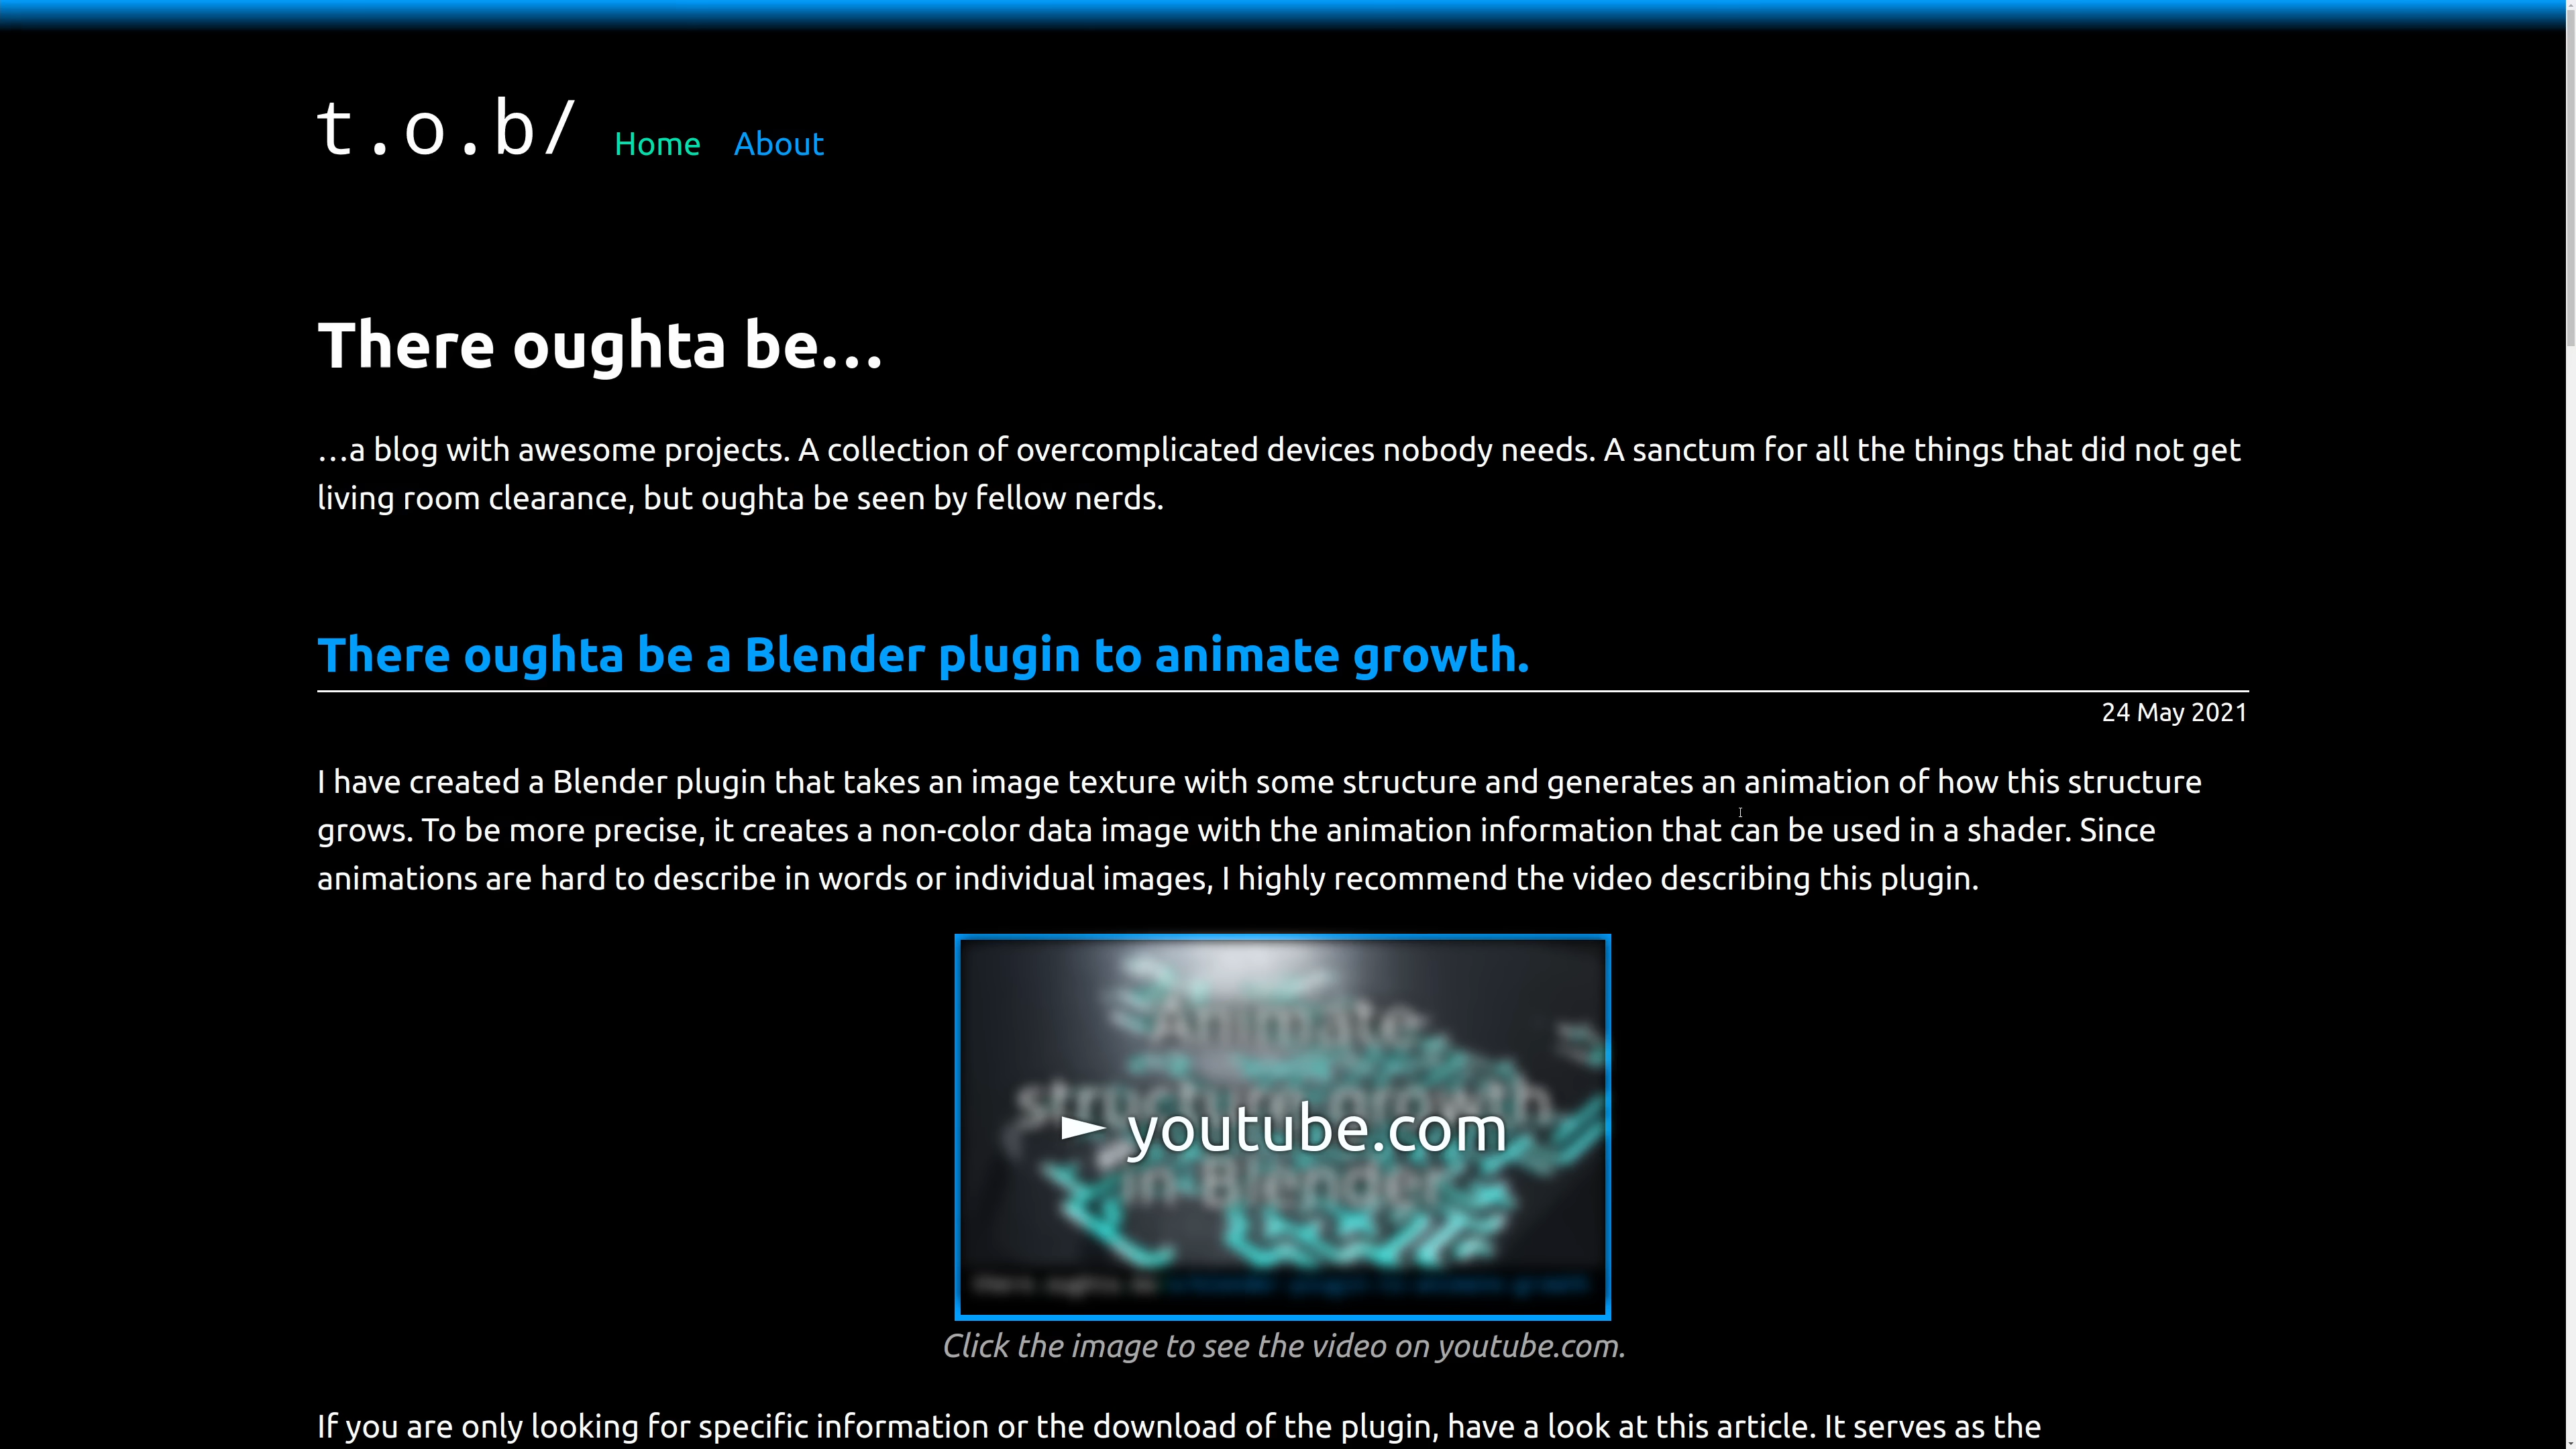 t.o.b/ Home About
There oughta be…
…a blog with awesome projects. A collection of overcomplicated devices nobody needs. A sanctum for all the things that did not get
living room clearance, but oughta be seen by fellow nerds.
There oughta be a Blender plugin to animate growth.
24 May 2021
I have created a Blender plugin that takes an image texture with some structure and generates an animation of how this structure
grows. To be more precise, it creates a non-color data image with the animation information that can be used in a shader. Since
animations are hard to describe in words or individual images, I highly recommend the video describing this plugin.
Animate
structure growth
► youtube.com
in Blender
Click the image to see the video on youtube.com.
If you are only looking for specific information or the download of the plugin, have a look at this article. It serves as the